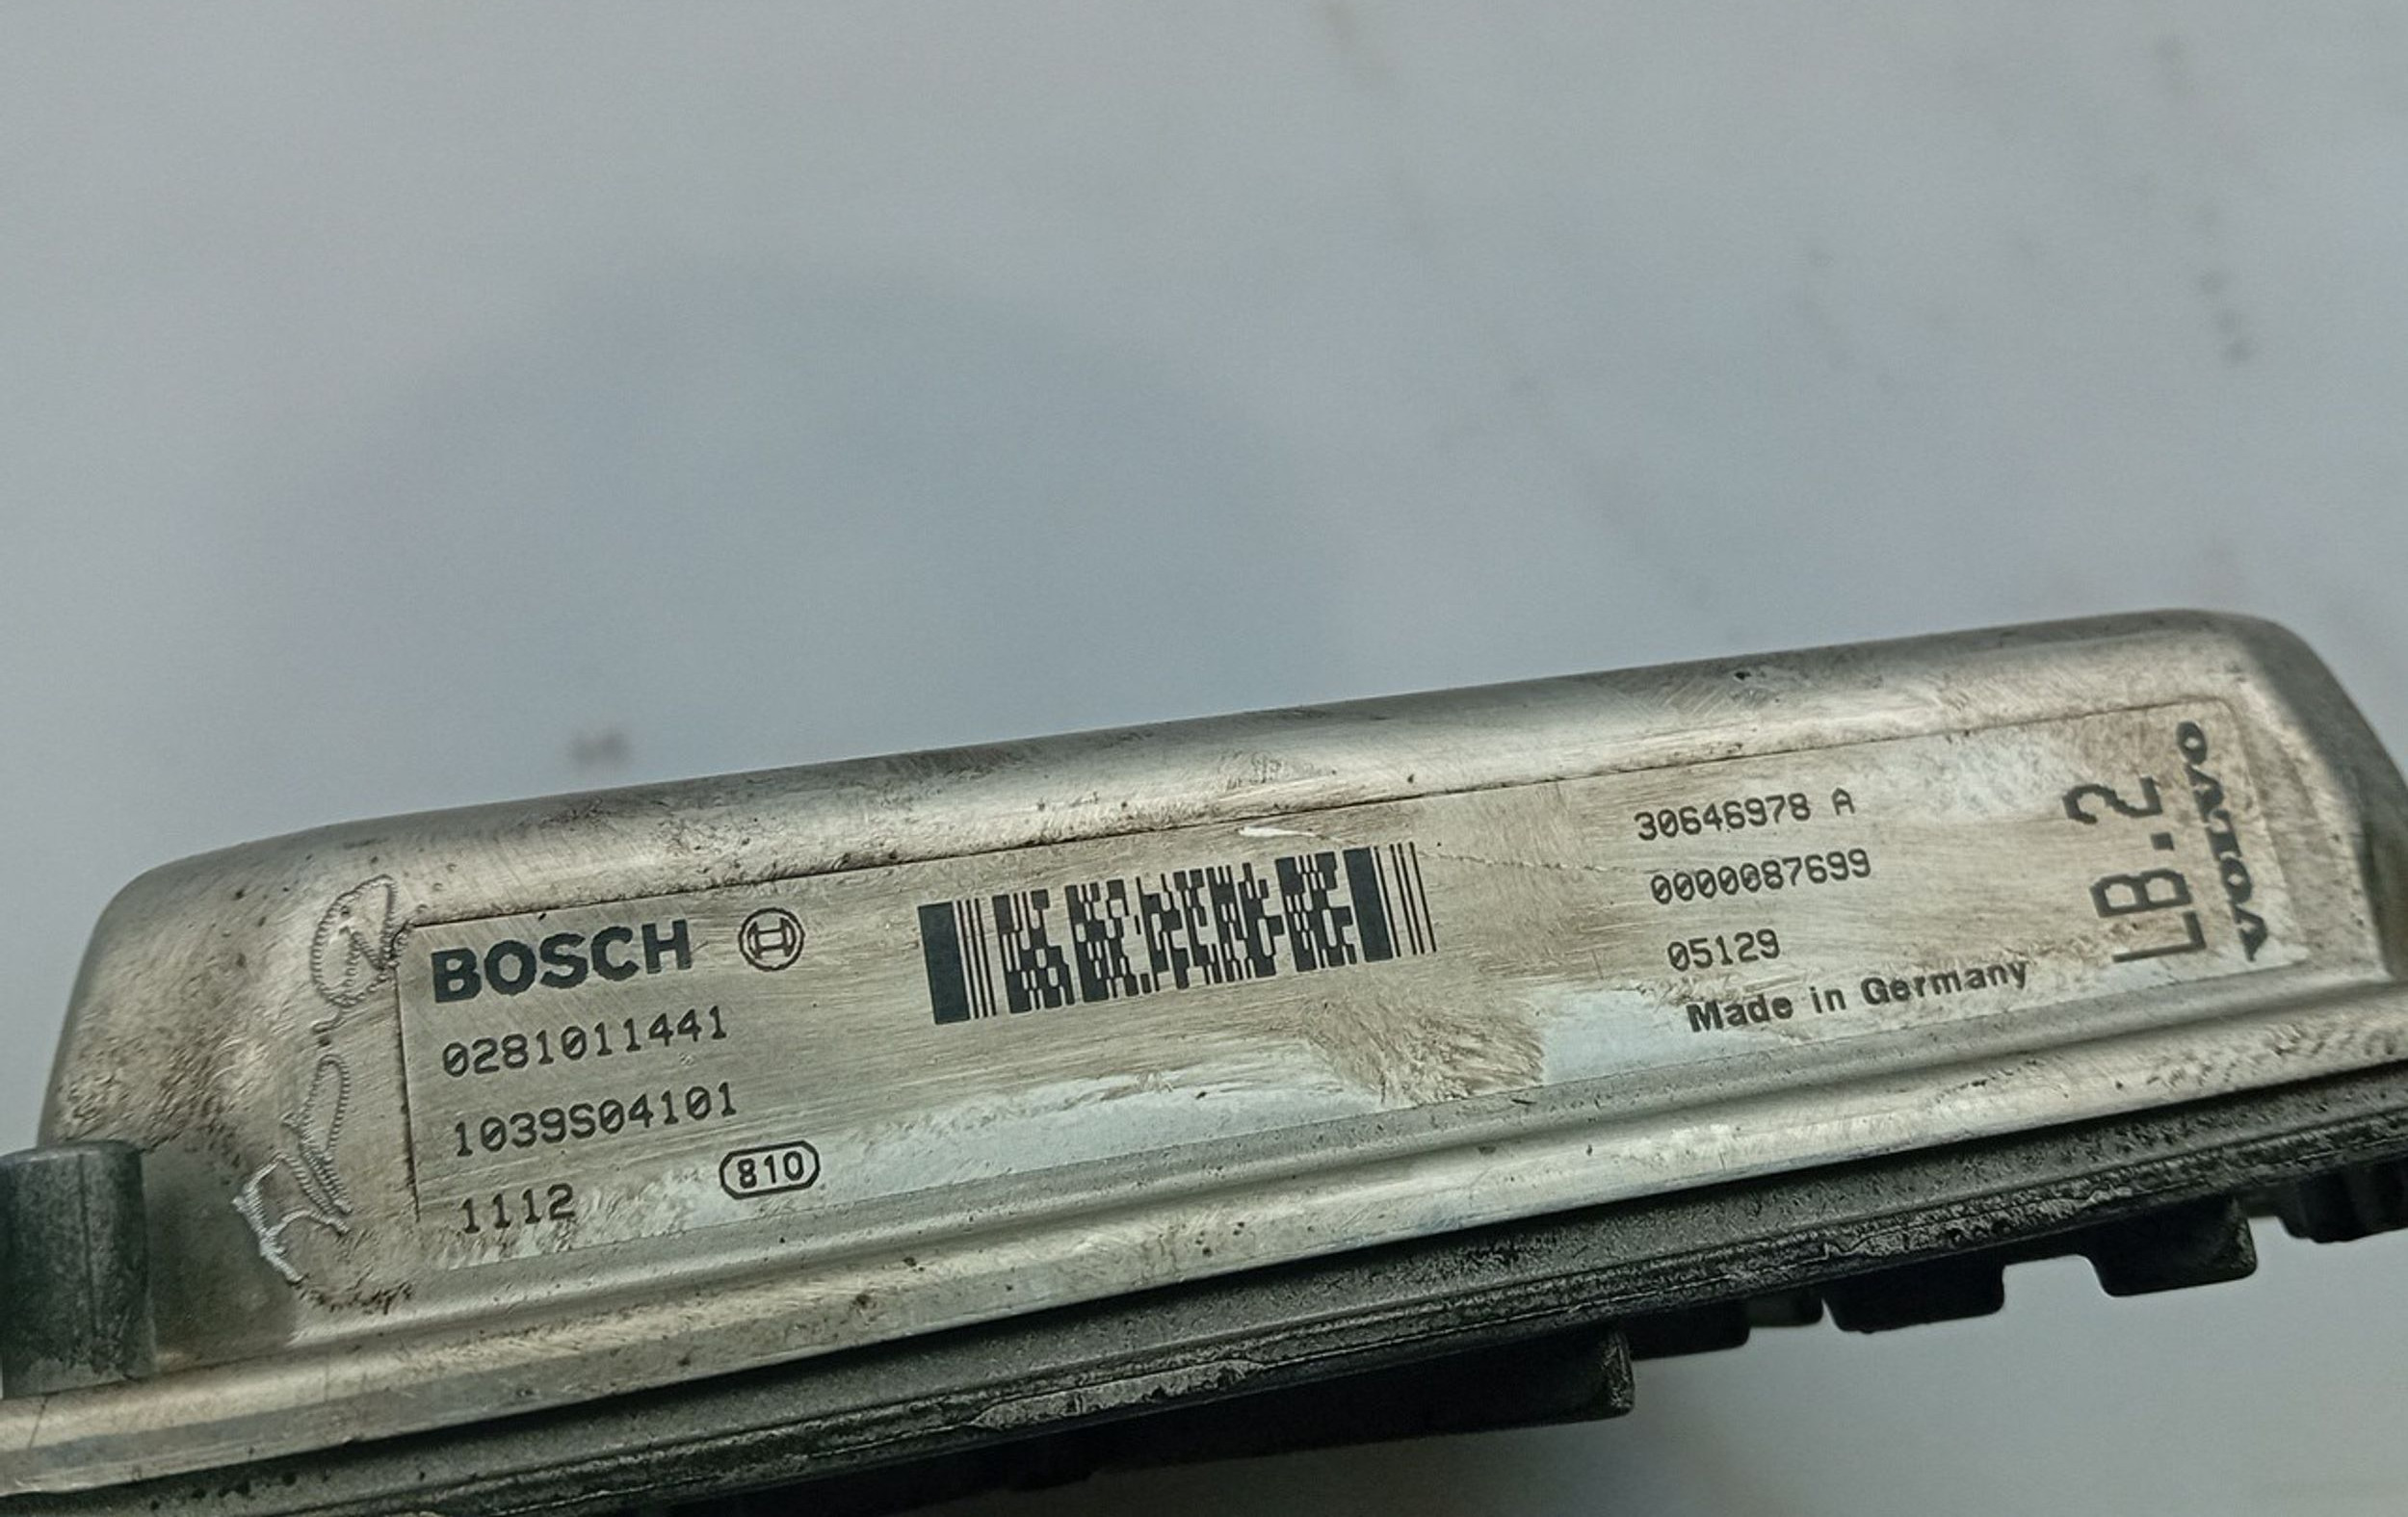 BOSCH
0281011441
1039S04101
1112
810
30646978 A
0000087699
05129
Made in Germany
LB.2
VOLVO